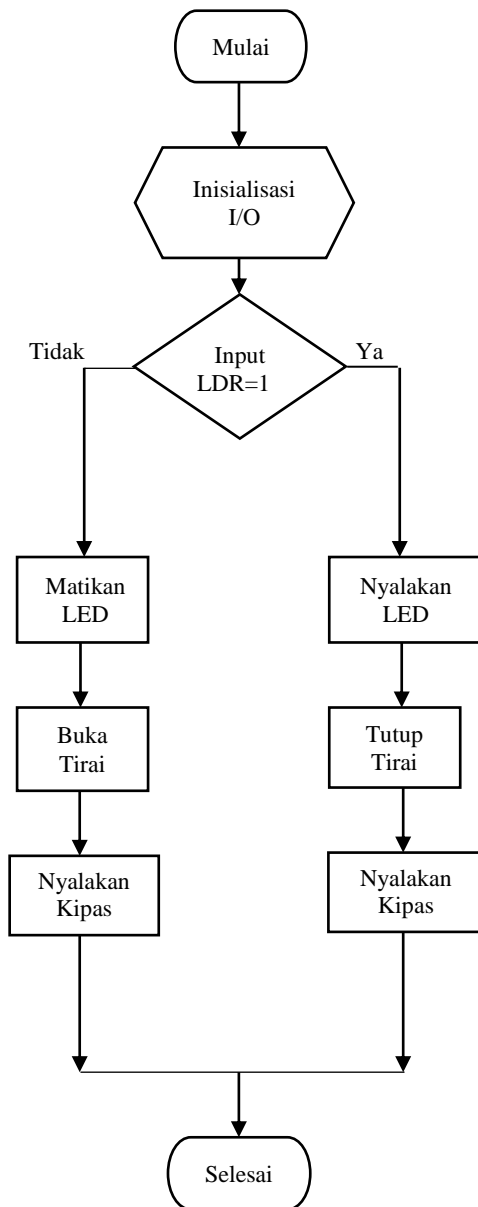 Mulai
Inisialisasi
I/O
Tidak
Input
LDR=1
Ya
Matikan
LED
Nyalakan
LED
Buka
Tirai
Tutup
Tirai
Nyalakan
Kipas
Nyalakan
Kipas
Selesai